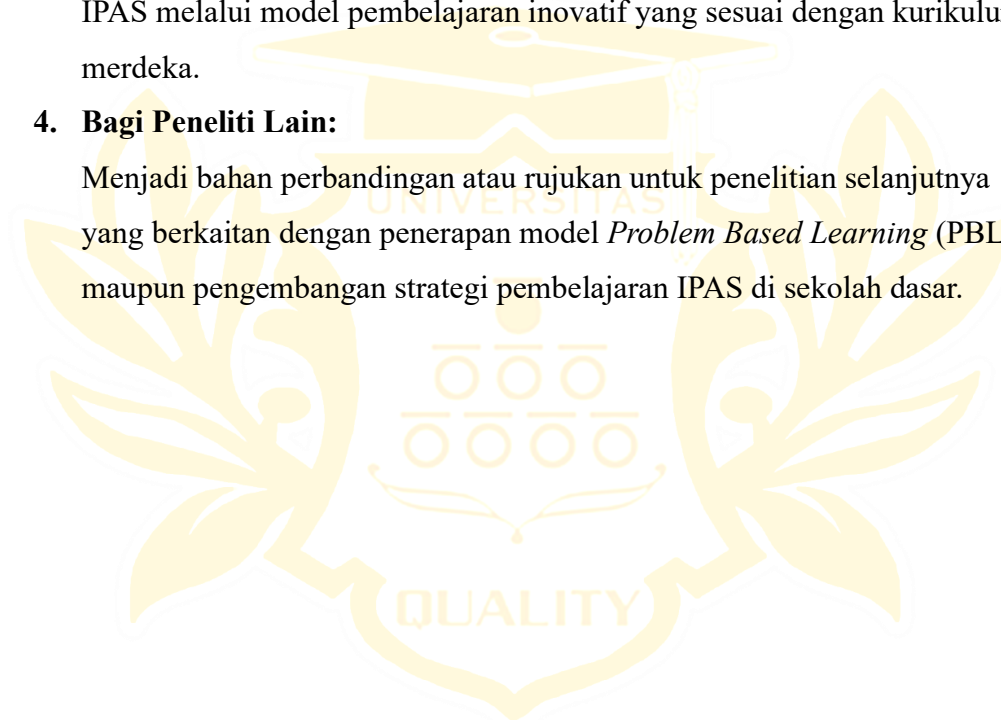 IPAS melalui model pembelajaran inovatif yang sesuai dengan kurikulu
merdeka.
4. Bagi Peneliti Lain:
Menjadi bahan perbandingan atau rujukan untuk penelitian selanjutnya
UNIVERSITAS
yang berkaitan dengan penerapan model Problem Based Learning (PBL
maupun pengembangan strategi pembelajaran IPAS di sekolah dasar.
QUALITY